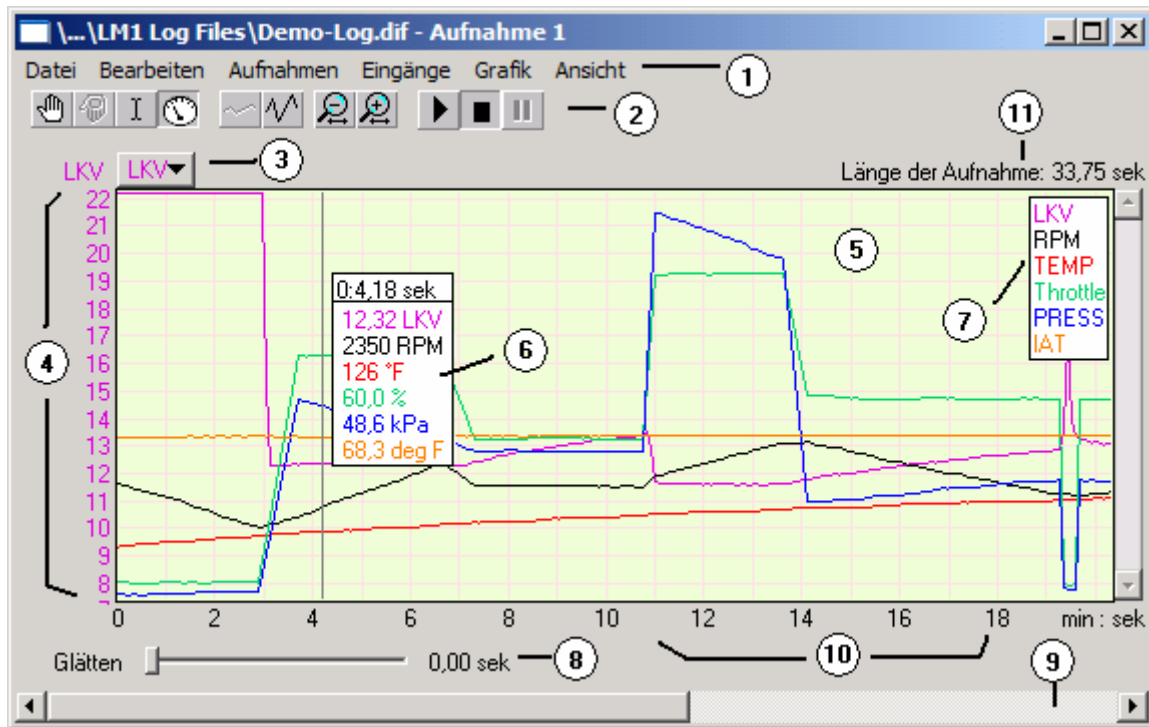 \...\LM1 Log Files\Demo-Log.dif - Aufnahme 1
Datei Bearbeiten Aufnahmen Eingänge Grafik Ansicht
1
2
11
3
LKV LKV
Länge der Aufnahme: 33,75 sek
22
21
20
19
18
17
16
15
14
13
12
11
10
9
8
7
4
5
LKV
RPM
TEMP
Throttle
PRESS
IAT
7
0:4,18 sek
12,32 LKV
2350 RPM
126 °F
60,0 %
48,6 kPa
68,3 deg F
6
0 2 4 6 8 10 12 14 16 18 min : sek
Glätten 0,00 sek
8
10
9